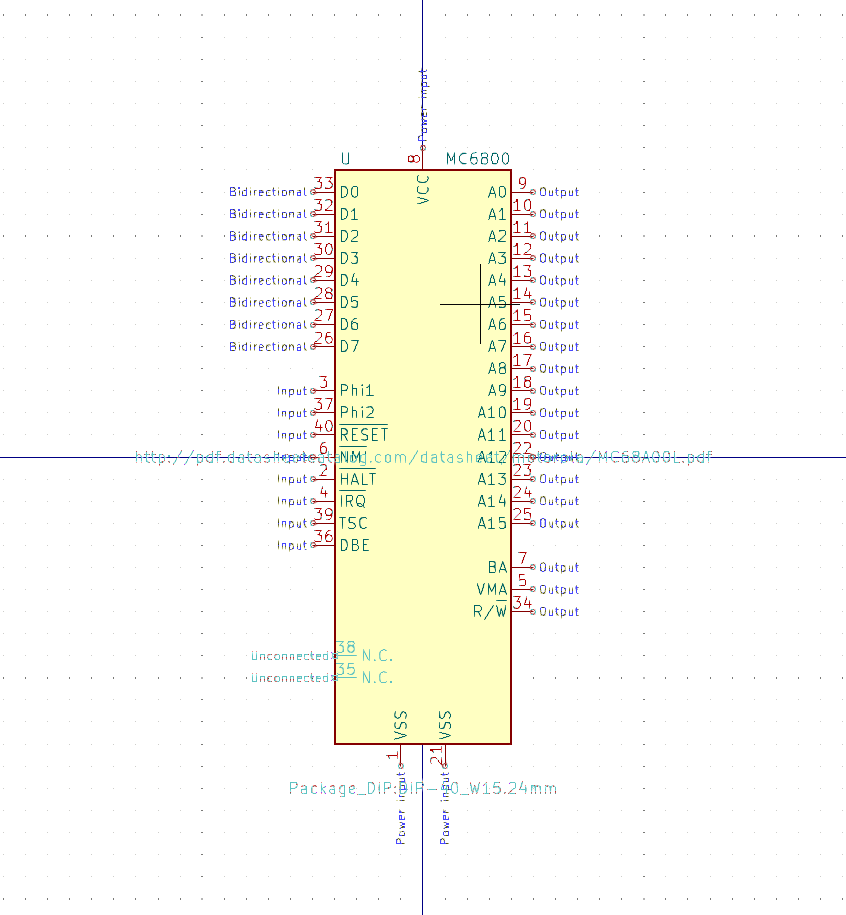 Power input
8
U MC6800
VCC
Bidirectional 33 D0 A0 9 Output
Bidirectional 32 D1 A1 10 Output
Bidirectional 31 D2 A2 11 Output
Bidirectional 30 D3 A3 12 Output
Bidirectional 29 D4 A4 13 Output
Bidirectional 28 D5 A5 14 Output
Bidirectional 27 D6 A6 15 Output
Bidirectional 26 D7 A7 16 Output
A8 17 Output
Input 3 Phi1 A9 18 Output
Input 37 Phi2 A10 19 Output
Input 40 RESET A11 20 Output
Input 6 NMI A12 22 Output
http://pdf.datasheetcatalog.com/datasheet/motorola/MC68A00L.pdf
Input 2 HALT A13 23 Output
Input 4 IRQ A14 24 Output
Input 39 TSC A15 25 Output
Input 36 DBE
BA 7 Output
VMA 5 Output
R/W 34 Output
Unconnected 38 N.C.
Unconnected 35 N.C.
VSS VSS
1 21
Package_DIP:DIP-40_W15.24mm
Power input Power input